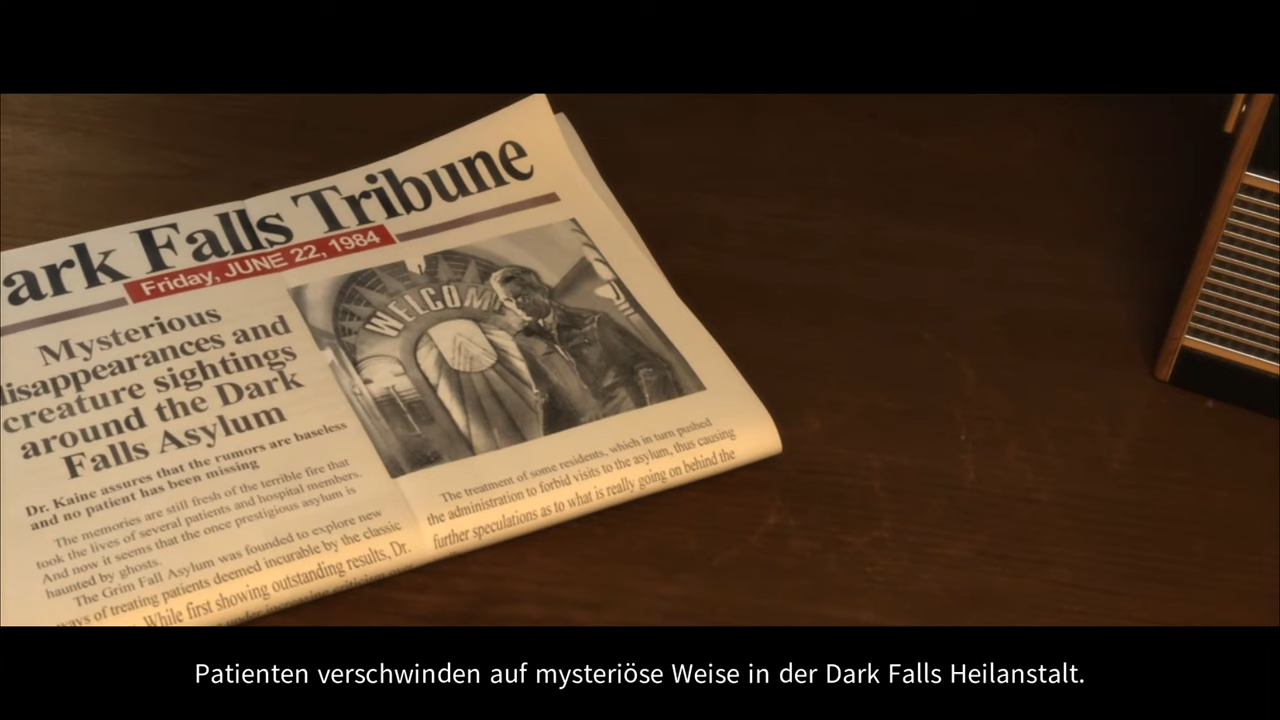 ark Falls Tribune
Friday, JUNE 22, 1984
WELCOM
Mysterious
disappearances and
creature sightings
around the Dark
Falls Asylum
Dr. Kaine assures that the rumors are baseless
and no patient has been missing
The memories are still fresh of the terrible fire that
took the lives of several patients and hospital members.
And now it seems that the once prestigious asylum is
haunted by ghosts.
The Grim Fall Asylum was founded to explore new
ways of treating patients deemed incurable by the classic
While first showing outstanding results, Dr.
The treatment of some residents, which in turn pushed
the administration to forbid visits to the asylum, thus causing
further speculations as to what is really going on behind the
Patienten verschwinden auf mysteriöse Weise in der Dark Falls Heilanstalt.